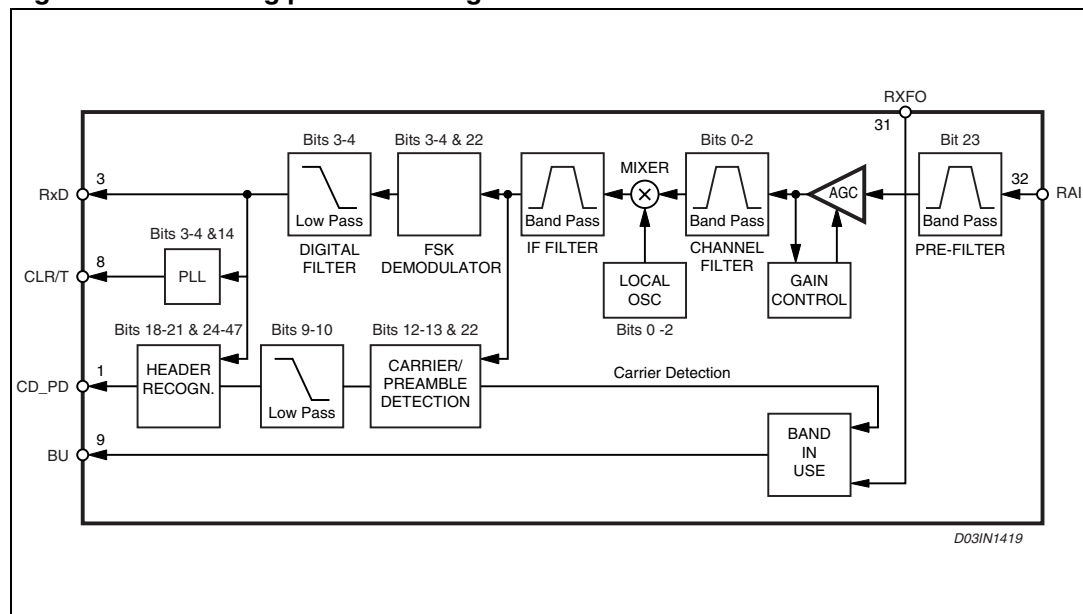 RXFO
31
Bits 3-4
Bits 3-4 & 22
MIXER
Bits 0-2
Bit 23
RxD
3
Low Pass
DIGITAL
FILTER
FSK
DEMODULATOR
Band Pass
IF FILTER
Band Pass
CHANNEL
FILTER
AGC
Band Pass
PRE-FILTER
32
RAI
Bits 3-4 &14
CLR/T
8
PLL
LOCAL
OSC
Bits 0 -2
GAIN
CONTROL
Bits 18-21 & 24-47
Bits 9-10
Bits 12-13 & 22
CD_PD
1
HEADER
RECOGN.
Low Pass
CARRIER/
PREAMBLE
DETECTION
Carrier Detection
BU
9
BAND
IN
USE
D03IN1419